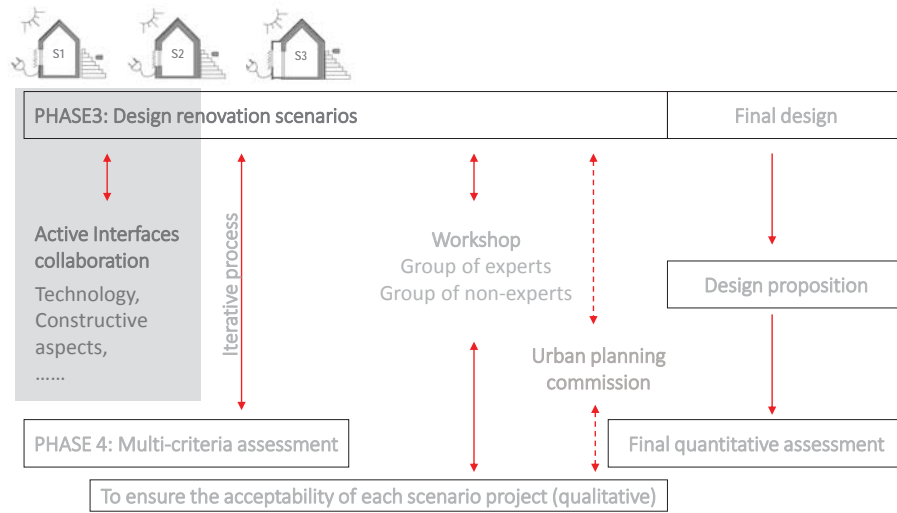 S1
S2
S3
PHASE3: Design renovation scenarios
Final design
Active Interfaces
collaboration
Technology,
Constructive
aspects,
......
Iterative process
Workshop
Group of experts
Group of non-experts
Urban planning
commission
Design proposition
PHASE 4: Multi-criteria assessment
Final quantitative assessment
To ensure the acceptability of each scenario project (qualitative)